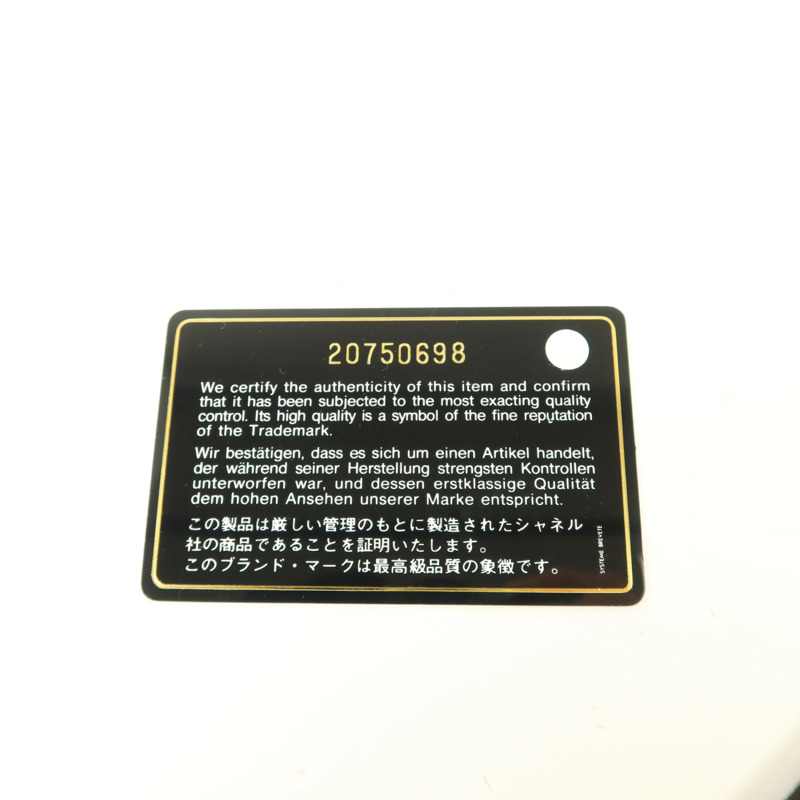 20750698
We certify the authenticity of this item and confirm
that it has been subjected to the most exacting quality
control. Its high quality is a symbol of the fine reputation
of the Trademark.
Wir bestätigen, dass es sich um einen Artikel handelt,
der während seiner Herstellung strengsten Kontrollen
unterworfen war, und dessen erstklassige Qualität
dem hohen Ansehen unserer Marke entspricht.
この製品は厳しい管理のもとに製造されたシャネル
社の商品であることを証明いたします。
このブランド・マークは最高級品質の象徴です。
SYSTEME BREVETE